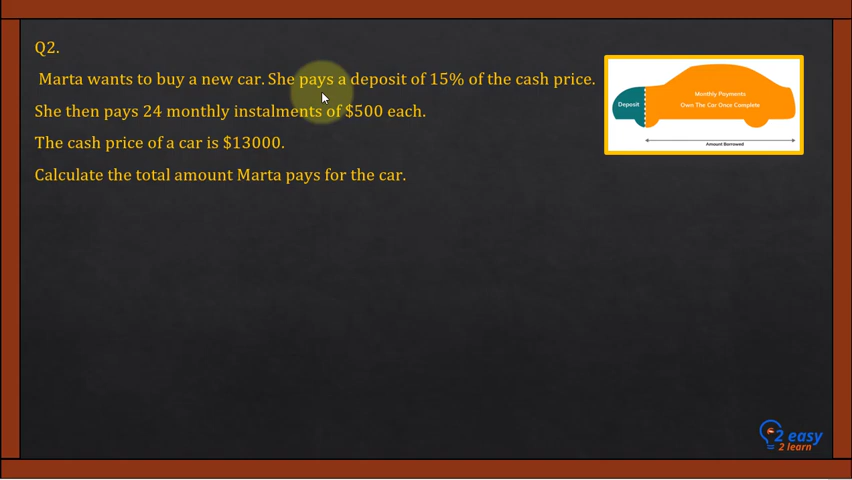 Q2.
Marta wants to buy a new car. She pays a deposit of 15% of the cash price.
She then pays 24 monthly instalments of $500 each.
The cash price of a car is $13000.
Calculate the total amount Marta pays for the car.
Deposit
Monthly Payments
Own The Car Once Complete
Amount Borrowed
2 easy
2 learn